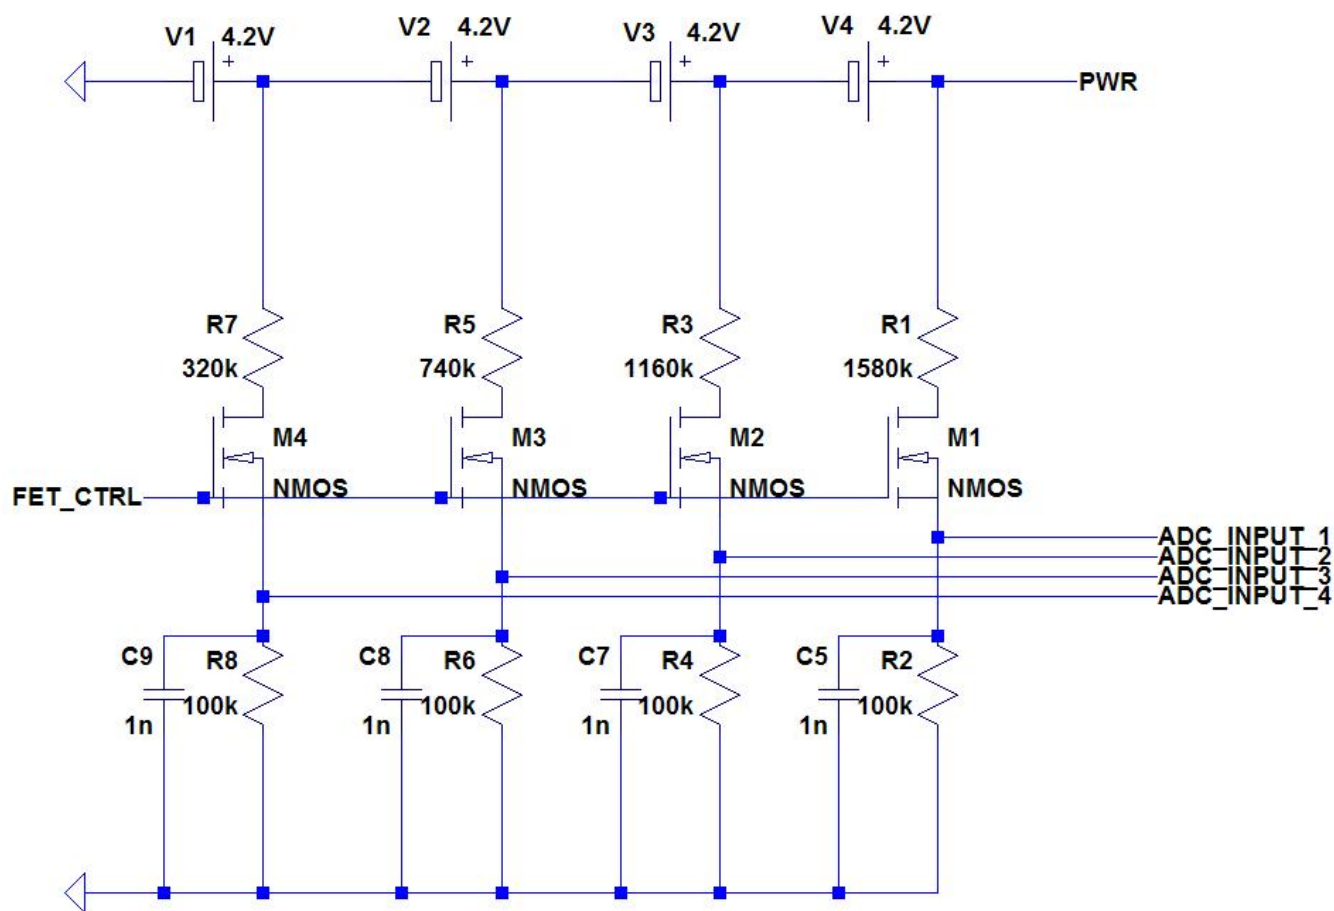 V1 4.2V
V2 4.2V
V3 4.2V
V4 4.2V
+
+
+
+
PWR
R7
320k
R5
740k
R3
1160k
R1
1580k
M4
NMOS
M3
NMOS
M2
NMOS
M1
NMOS
FET_CTRL
ADC_INPUT_1
ADC_INPUT_2
ADC_INPUT_3
ADC_INPUT_4
C9
1n
R8
100k
C8
1n
R6
100k
C7
1n
R4
100k
C5
1n
R2
100k